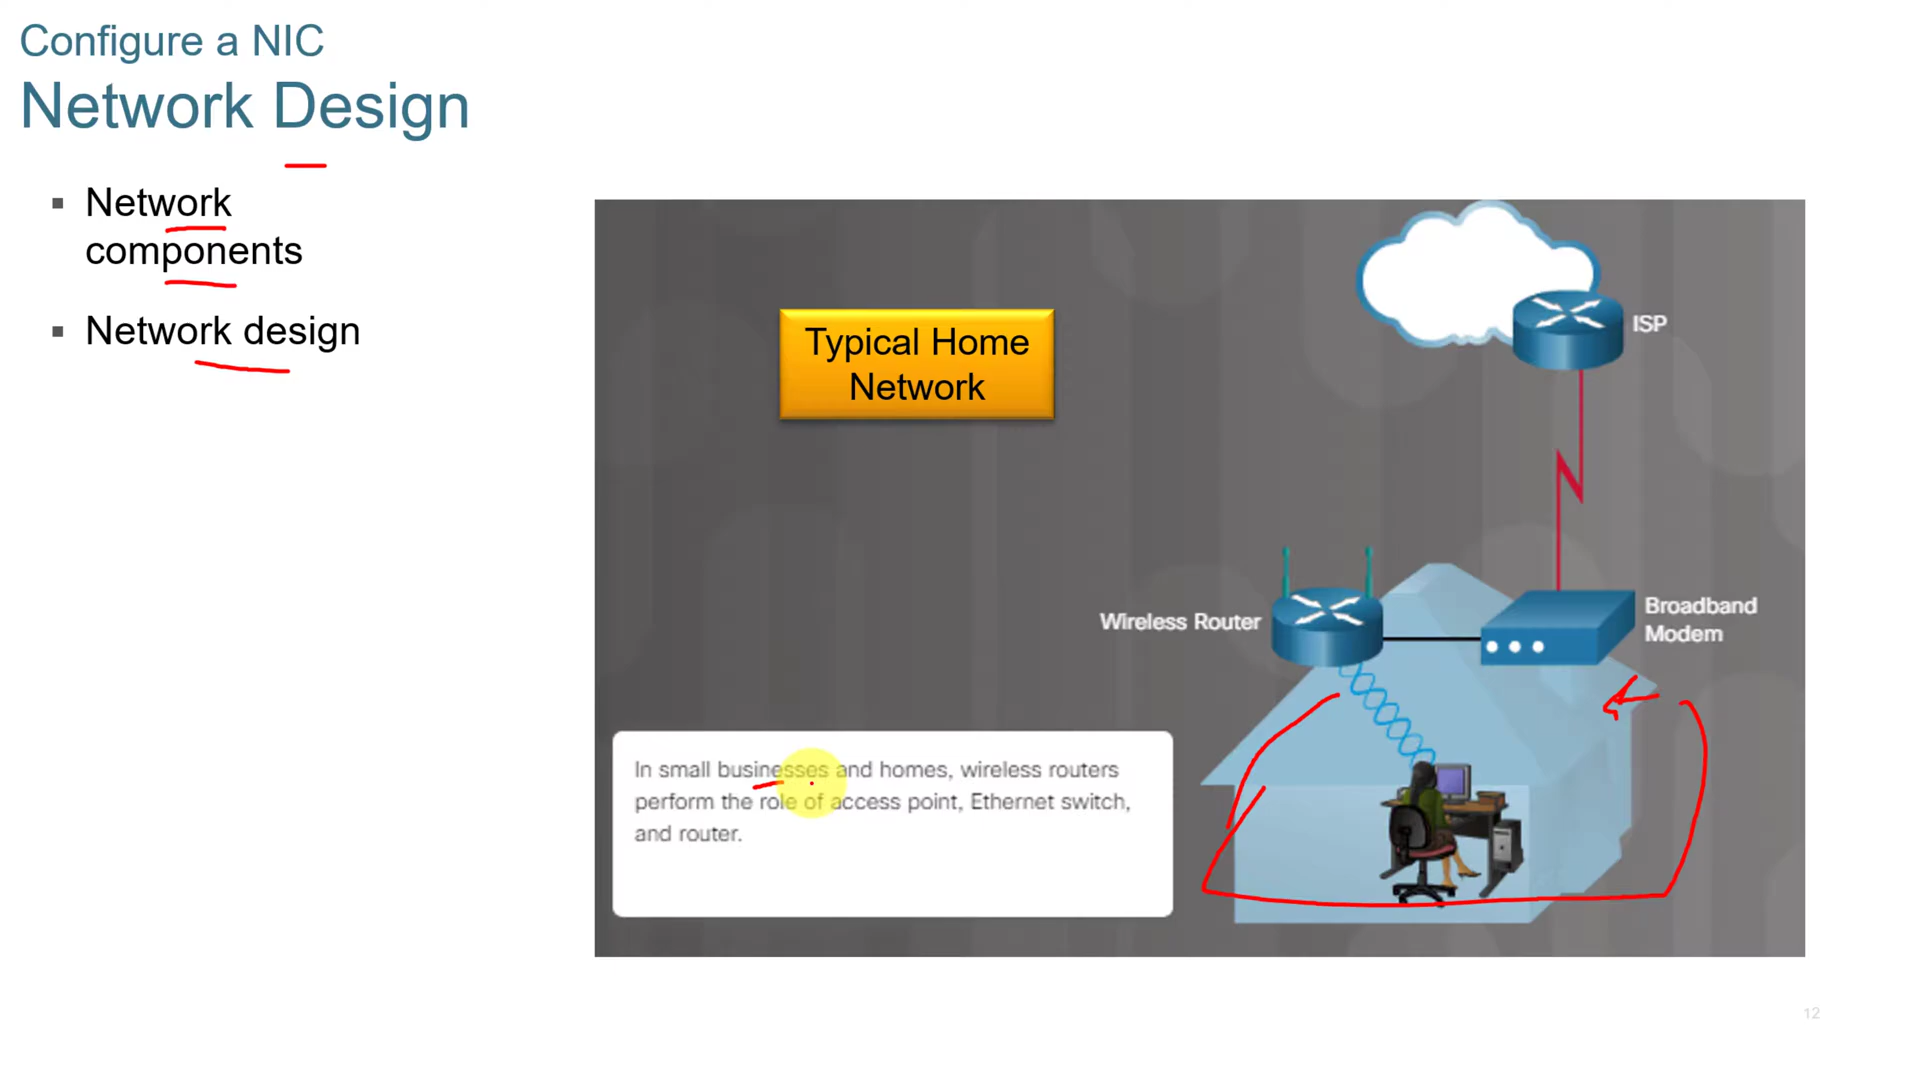 Configure a NIC
Network Design
Network
components
Network design
Typical Home
Network
ISP
Wireless Router
Broadband
Modem
In small businesses and homes, wireless routers
perform the role of access point, Ethernet switch,
and router.
12